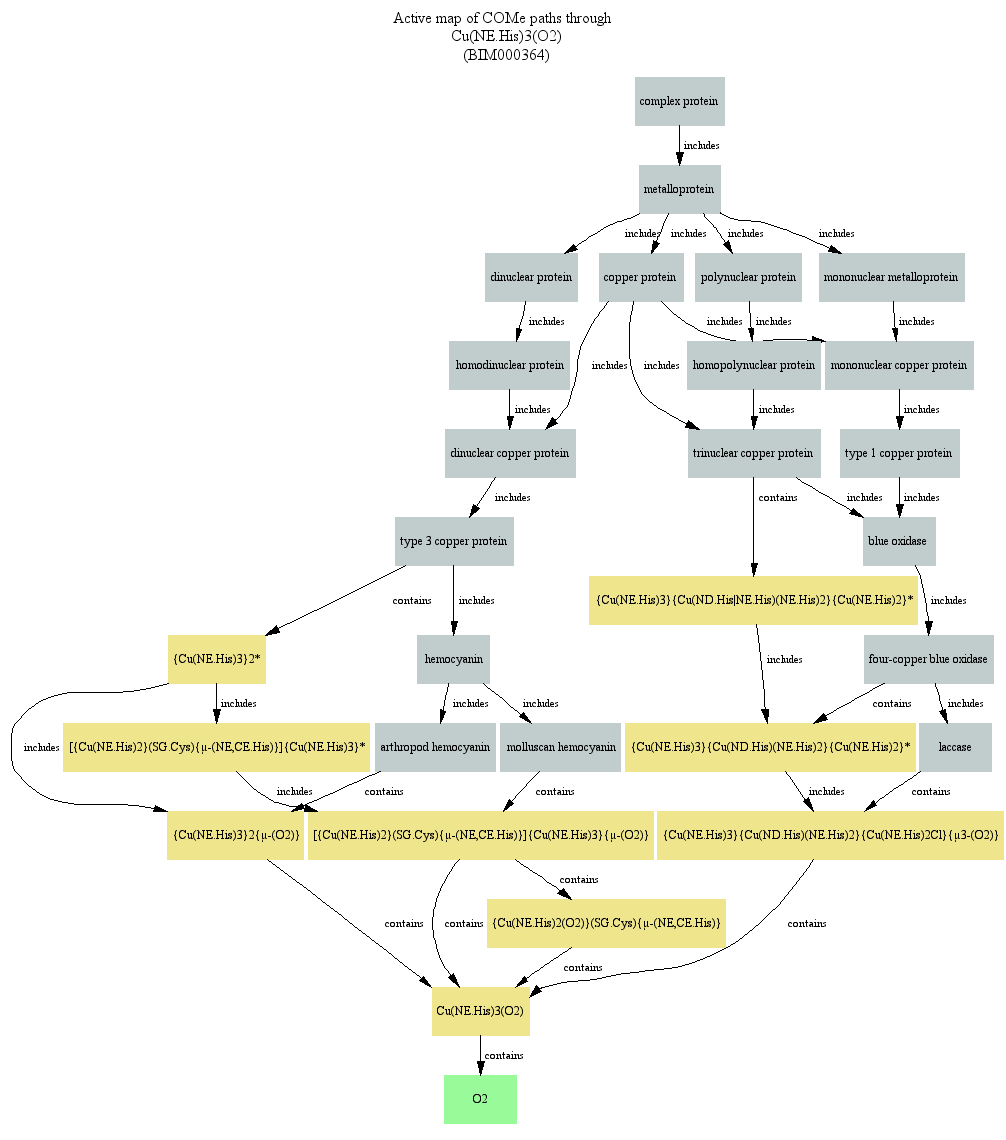 Active map of COMe paths through
Cu(NE.His)3(O2)
(BIM000364)
complex protein
includes
metalloprotein
includes
includes
includes
includes
dinuclear protein
copper protein
polynuclear protein
mononuclear metalloprotein
includes
includes
includes
includes
homodinuclear protein
includes
includes
homopolynuclear protein
mononuclear copper protein
includes
includes
includes
dinuclear copper protein
trinuclear copper protein
type 1 copper protein
includes
contains
includes
includes
type 3 copper protein
blue oxidase
contains
includes
{Cu(NE.His)3}{Cu(ND.His|NE.His)(NE.His)2}{Cu(NE.His)2}*
includes
{Cu(NE.His)3}2*
hemocyanin
includes
four-copper blue oxidase
includes
includes
includes
contains
includes
includes
[{Cu(NE.His)2}(SG.Cys){μ-(NE,CE.His)}]{Cu(NE.His)3}*
arthropod hemocyanin
molluscan hemocyanin
{Cu(NE.His)3}{Cu(ND.His)(NE.His)2}{Cu(NE.His)2}*
laccase
includes
contains
contains
includes
contains
{Cu(NE.His)3}2{μ-(O2)}
[{Cu(NE.His)2}(SG.Cys){μ-(NE,CE.His)}]{Cu(NE.His)3}{μ-(O2)}
{Cu(NE.His)3}{Cu(ND.His)(NE.His)2}{Cu(NE.His)2Cl}{μ3-(O2)}
contains
contains
contains
{Cu(NE.His)2(O2)}(SG.Cys){μ-(NE,CE.His)}
contains
contains
Cu(NE.His)3(O2)
contains
O2